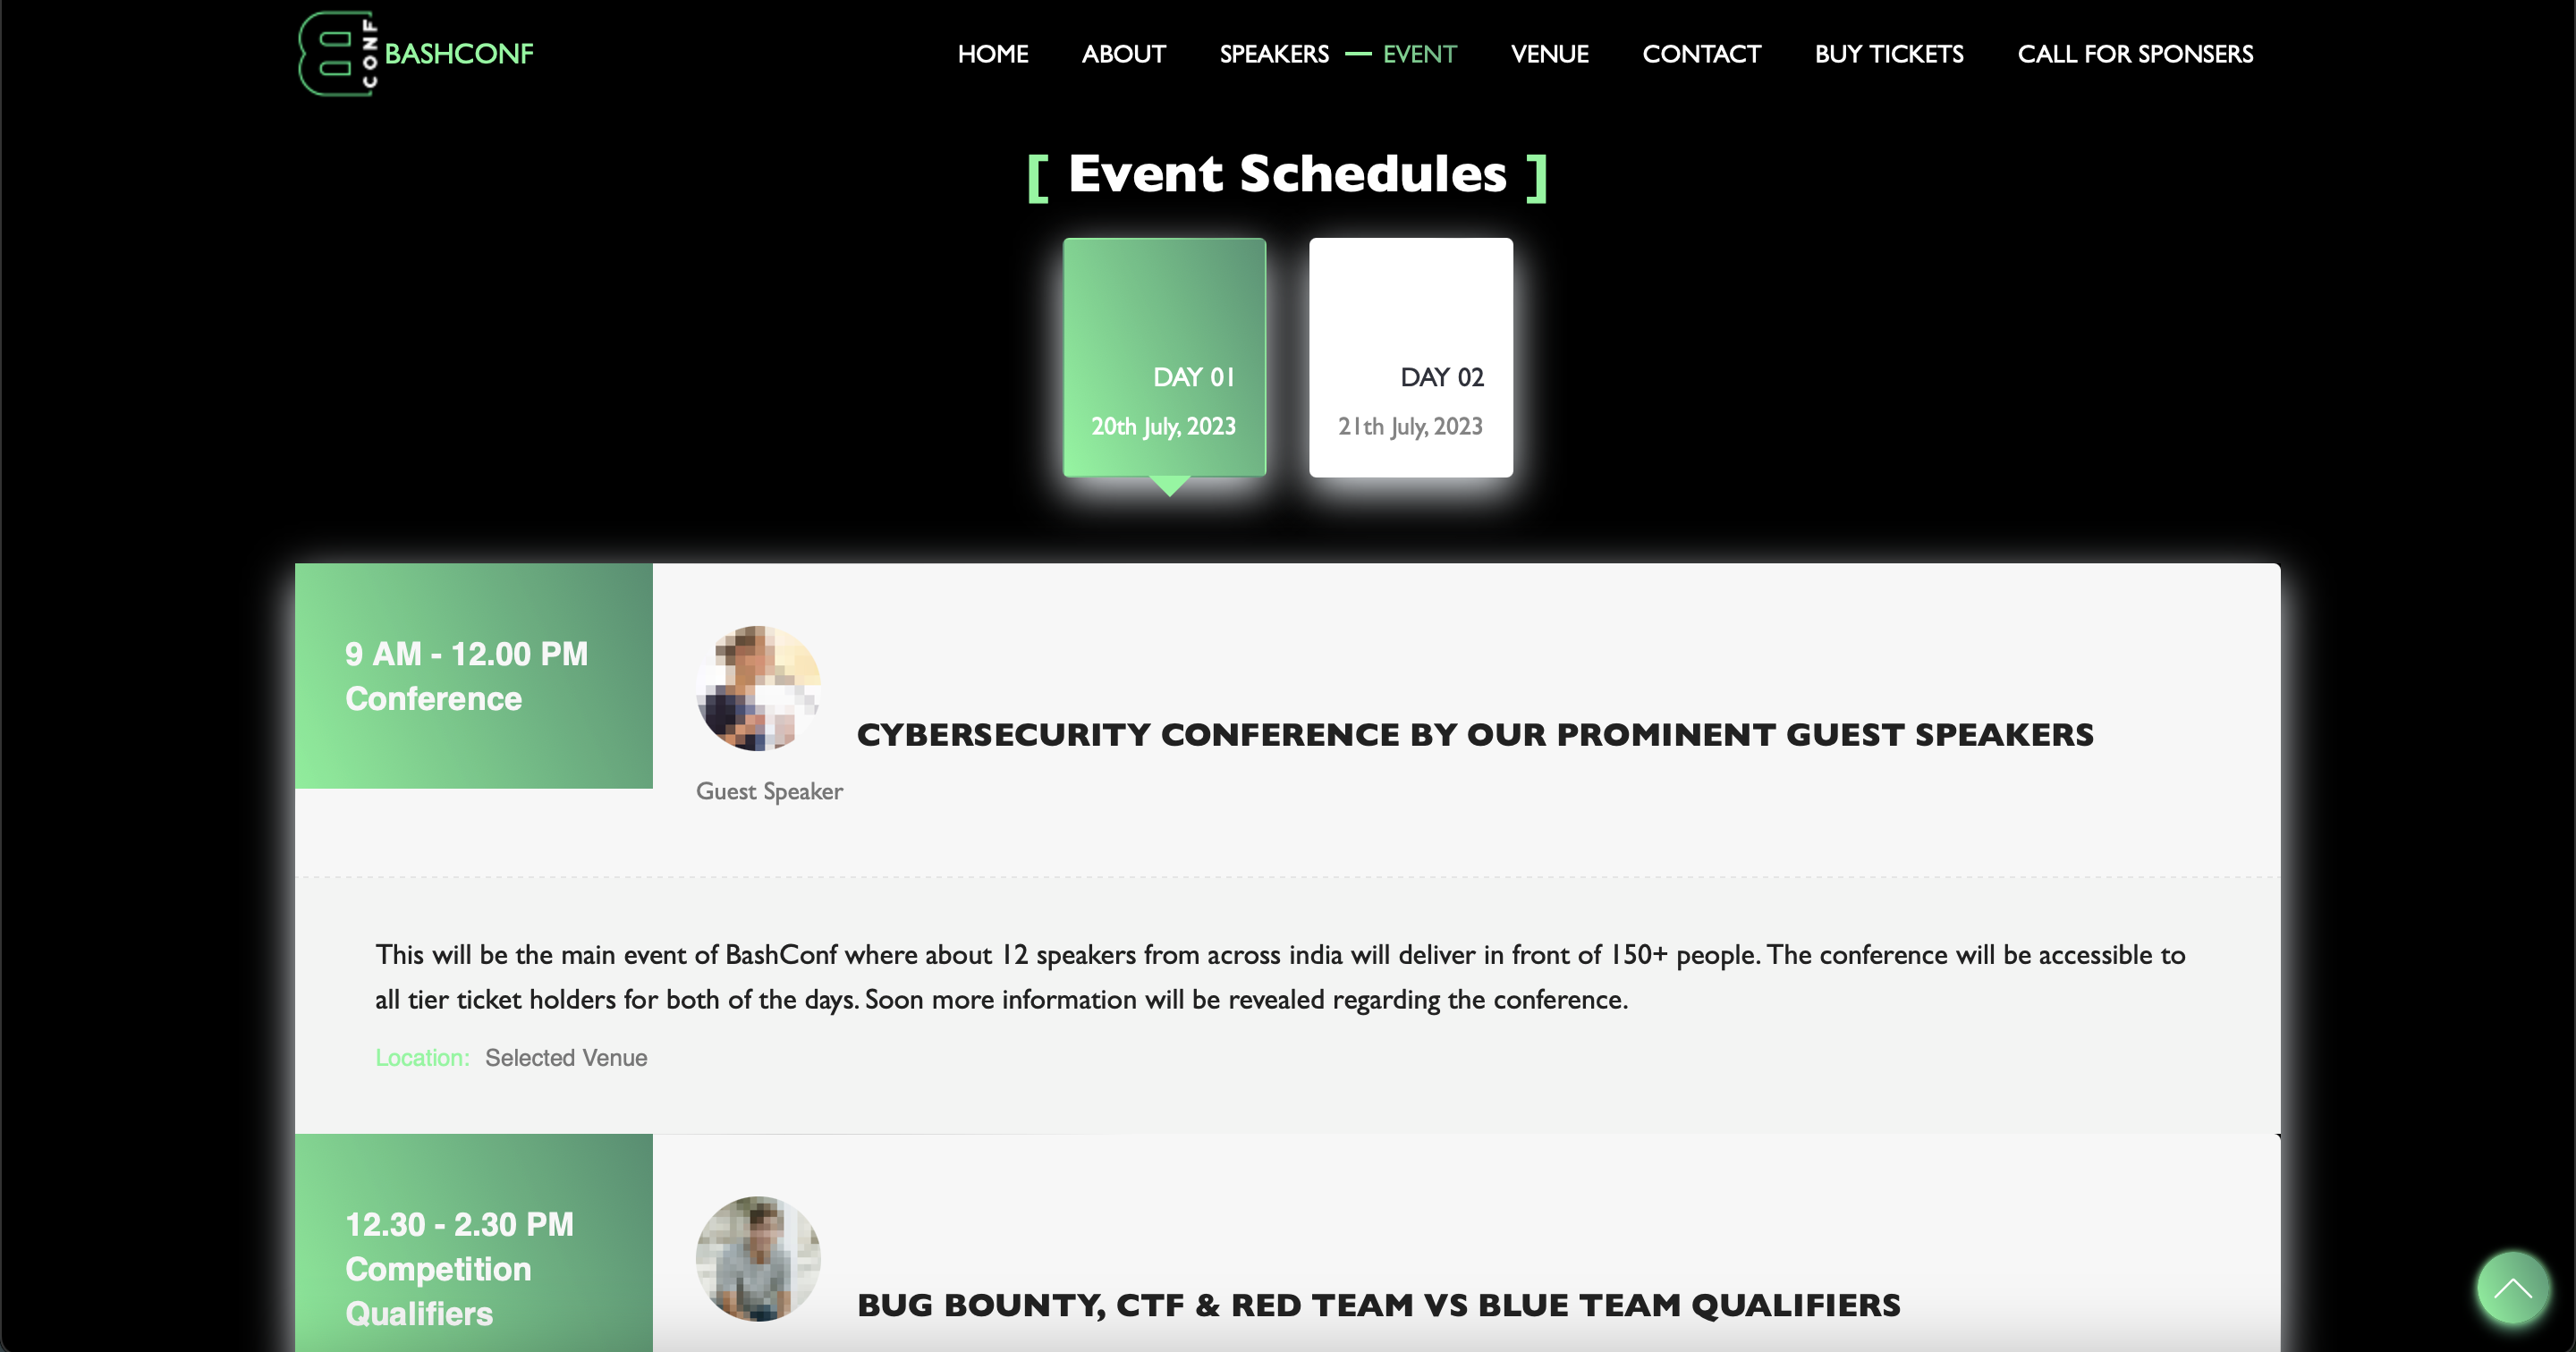 CONF
BASHCONF
HOME ABOUT SPEAKERS EVENT VENUE CONTACT BUY TICKETS CALL FOR SPONSERS
[ Event Schedules ]
DAY 01
20th July, 2023
DAY 02
21th July, 2023
9 AM - 12.00 PM
Conference
CYBERSECURITY CONFERENCE BY OUR PROMINENT GUEST SPEAKERS
Guest Speaker
This will be the main event of BashConf where about 12 speakers from across india will deliver in front of 150+ people. The conference will be accessible to
all tier ticket holders for both of the days. Soon more information will be revealed regarding the conference.
Location: Selected Venue
12.30 - 2.30 PM
Competition
Qualifiers
BUG BOUNTY, CTF & RED TEAM VS BLUE TEAM QUALIFIERS